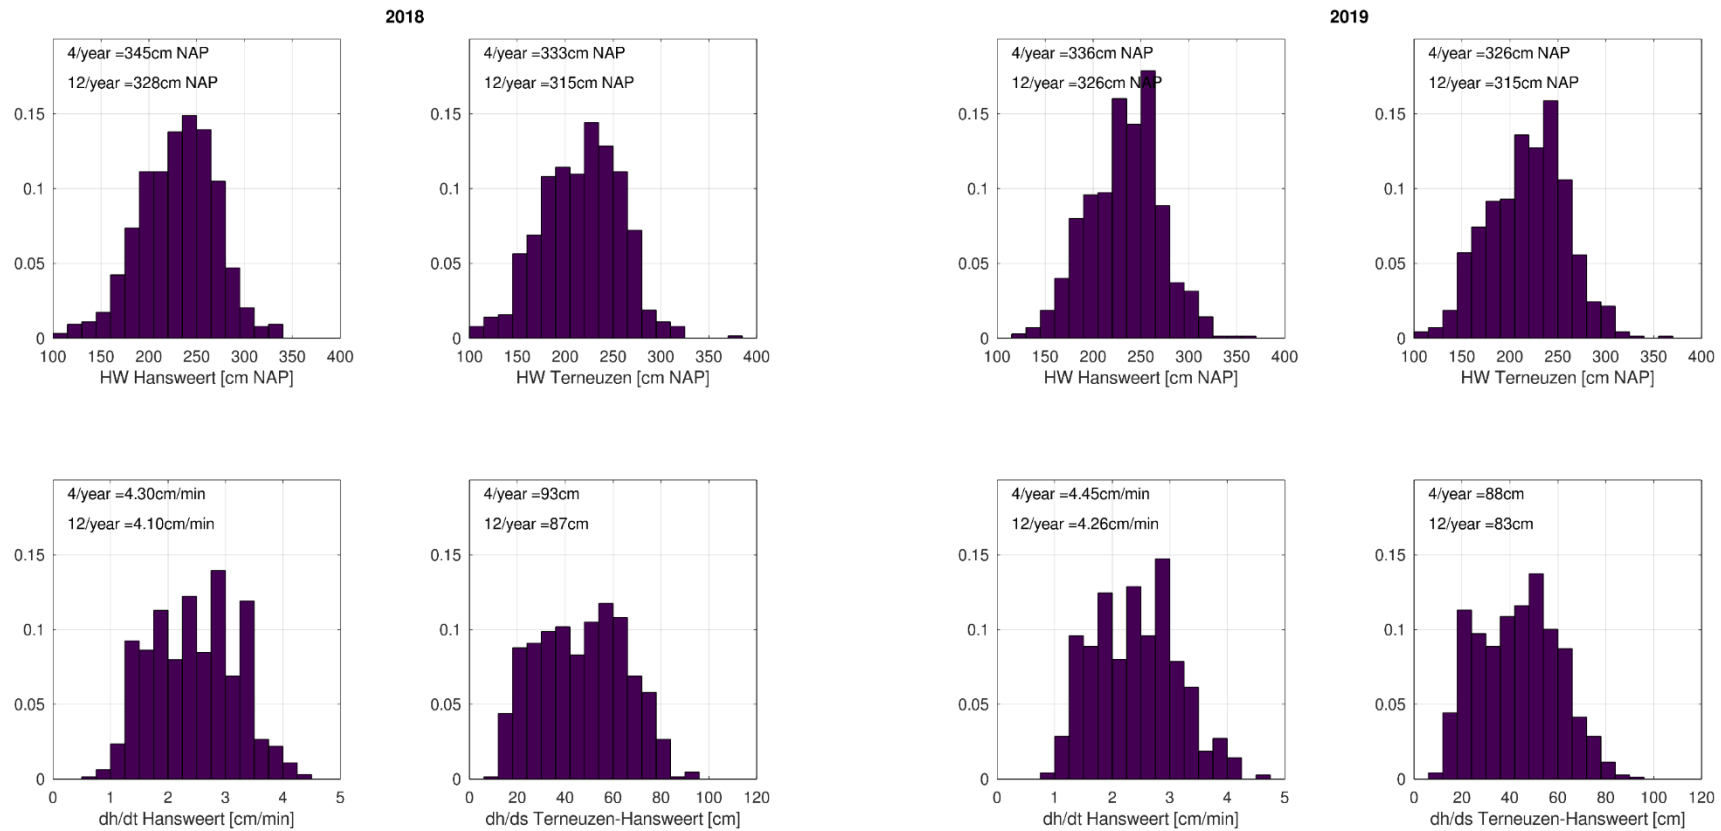 2018
2019
4/year =345cm NAP
12/year =328cm NAP
0.15
0.1
0.05
0
100 150 200 250 300 350 400
HW Hansweert [cm NAP]
4/year =333cm NAP
12/year =315cm NAP
0.15
0.1
0.05
0
100 150 200 250 300 350 400
HW Terneuzen [cm NAP]
4/year =336cm NAP
12/year =326cm NAP
0.15
0.1
0.05
0
100 150 200 250 300 350 400
HW Hansweert [cm NAP]
4/year =326cm NAP
12/year =315cm NAP
0.15
0.1
0.05
0
100 150 200 250 300 350 400
HW Terneuzen [cm NAP]
4/year =4.30cm/min
12/year =4.10cm/min
0.15
0.1
0.05
0
0 1 2 3 4 5
dh/dt Hansweert [cm/min]
4/year =93cm
12/year =87cm
0.15
0.1
0.05
0
0 20 40 60 80 100 120
dh/ds Terneuzen-Hansweert [cm]
4/year =4.45cm/min
12/year =4.26cm/min
0.15
0.1
0.05
0
0 1 2 3 4 5
dh/dt Hansweert [cm/min]
4/year =88cm
12/year =83cm
0.15
0.1
0.05
0
0 20 40 60 80 100 120
dh/ds Terneuzen-Hansweert [cm]